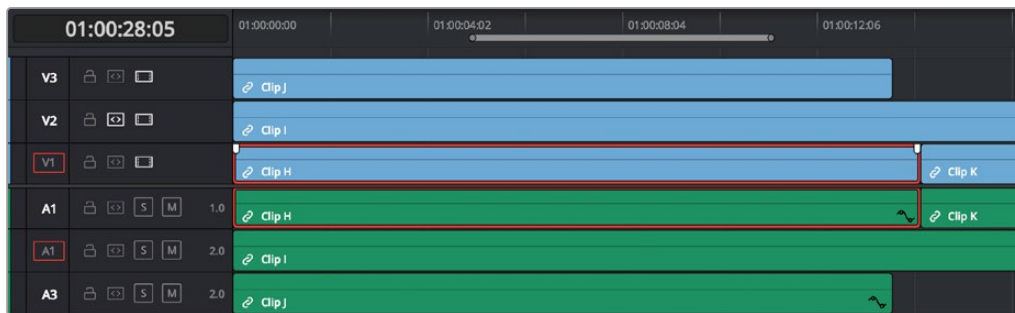 01:00:28:05
01:00:00:00 01:00:04:02 01:00:08:04 01:00:12:06
V3 Clip J
V2 Clip I
V1 Clip H Clip K
A1 S M 1.0 Clip H Clip K
A1 S M 2.0 Clip I
A3 S M 2.0 Clip J